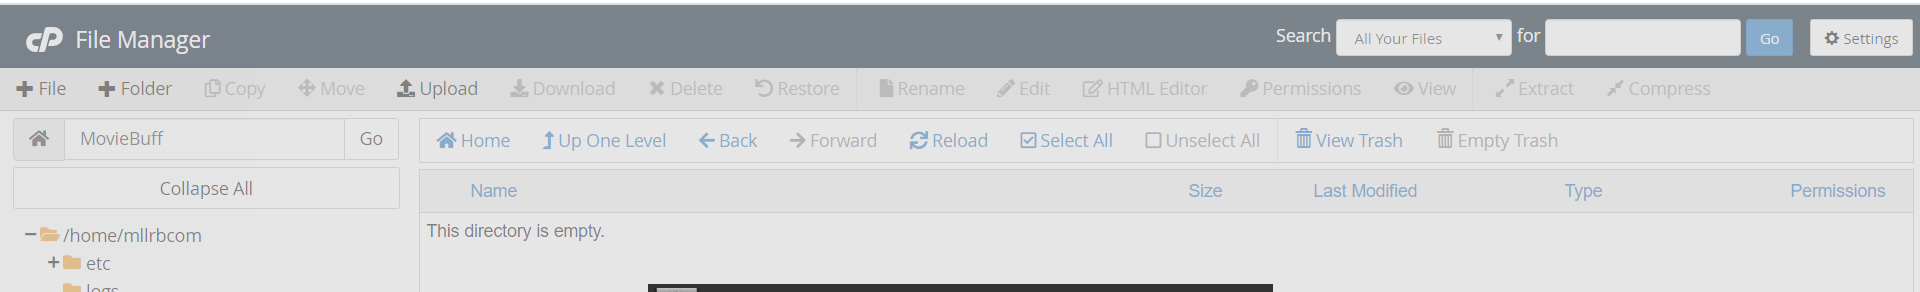 cP File Manager Search All Your Files for Go Settings
File Folder Copy Move Upload Download Delete Restore Rename Edit HTML Editor Permissions View Extract Compress
MovieBuff Go Home Up One Level Back Forward Reload Select All Unselect All View Trash Empty Trash
Collapse All
Name Size Last Modified Type Permissions
This directory is empty.
/home/mllrbcom
etc
logs